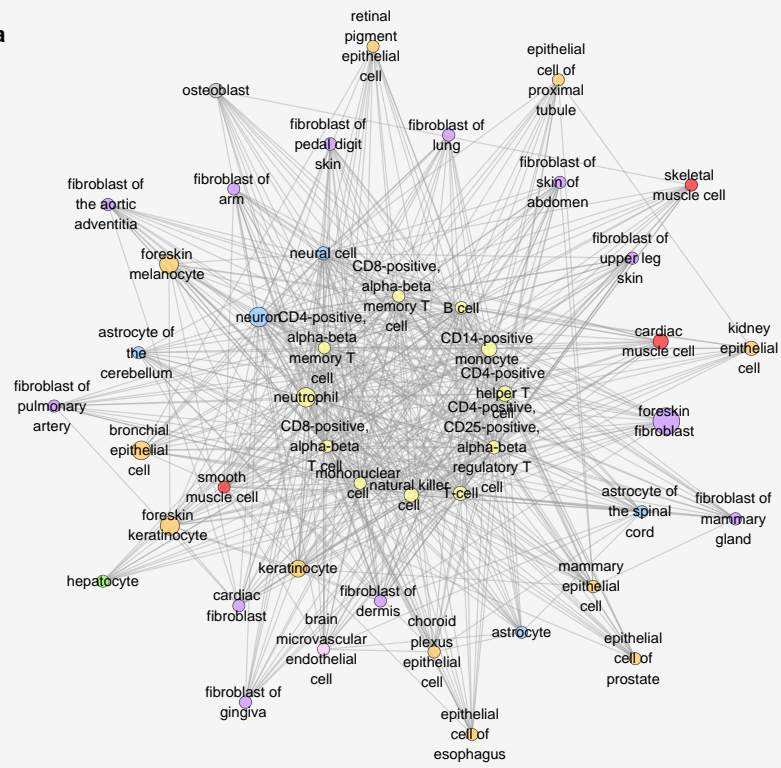 a
retinal
pigment
epithelial
cell
epithelial
cell of
proximal
tubule
osteoblast
fibroblast of
pedal digit
skin
fibroblast of
lung
fibroblast of
skin of
abdomen
skeletal
muscle cell
fibroblast of
the aortic
adventitia
fibroblast of
arm
fibroblast of
upper leg
skin
foreskin
melanocyte
neural cell
CD8-positive,
alpha-beta
memory T
cell
B cell
neuron
CD4-positive,
alpha-beta
memory T
cell
CD14-positive
monocyte
cardiac
muscle cell
kidney
epithelial
cell
astrocyte of
the
cerebellum
CD4-positive
helper T
cell
fibroblast of
pulmonary
artery
neutrophil
CD4-positive,
CD25-positive,
alpha-beta
regulatory T
cell
foreskin
fibroblast
bronchial
epithelial
cell
CD8-positive,
alpha-beta
T cell
smooth
muscle cell
mononuclear
cell
natural killer
cell
T-cell
astrocyte of
the spinal
cord
fibroblast of
mammary
gland
foreskin
keratinocyte
hepatocyte
keratinocyte
mammary
epithelial
cell
cardiac
fibroblast
fibroblast of
dermis
brain
microvascular
endothelial
cell
choroid
plexus
epithelial
cell
astrocyte
epithelial
cell of
prostate
fibroblast of
gingiva
epithelial
cell of
esophagus